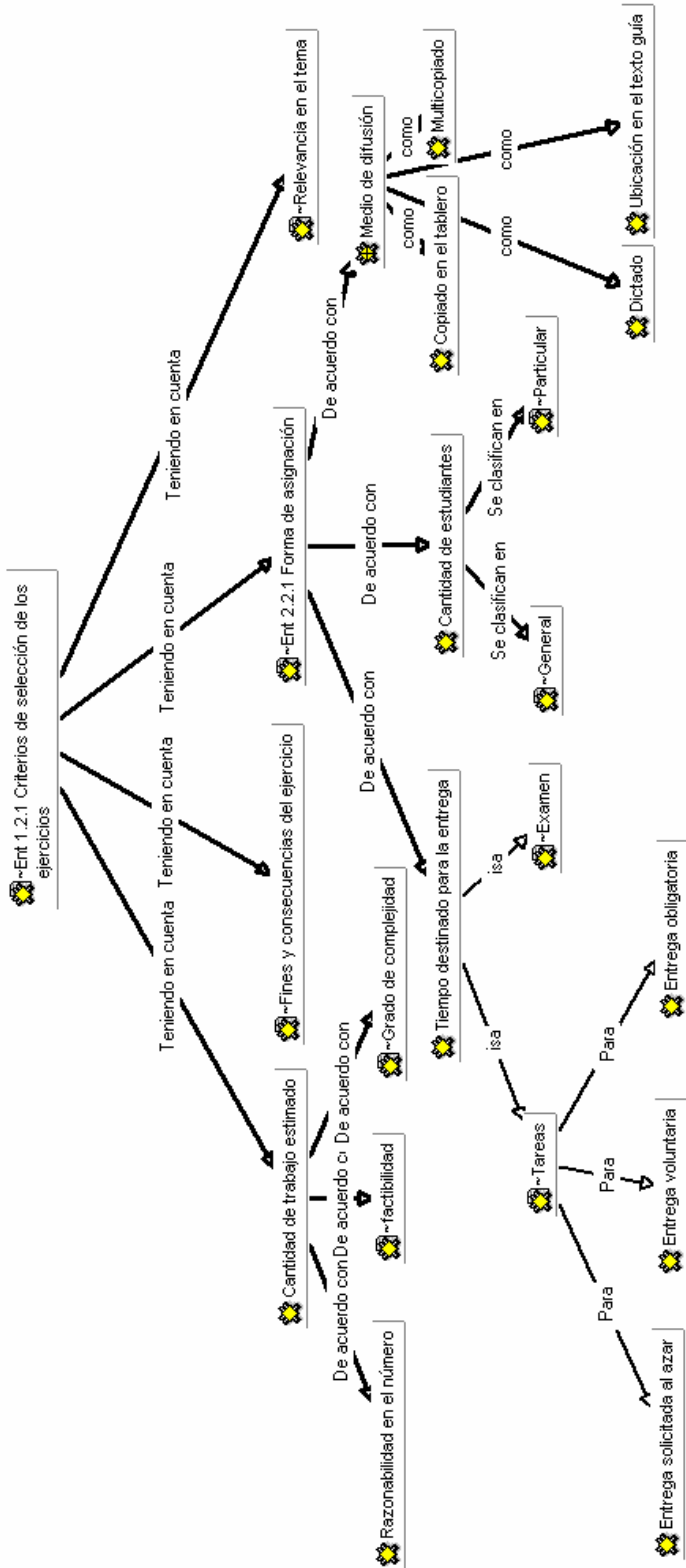 ~Ent 1.2.1 Criterios de selección de los
ejercicios
Teniendo en cuenta
Teniendo en cuenta
Teniendo en cuenta
Teniendo en cuenta
Cantidad de trabajo estimado
~Fines y consecuencias del ejercicio
~Ent 2.2.1 Forma de asignación
~Relevancia en el tema
De acuerdo con
De acuerdo c
De acuerdo con
De acuerdo con
De acuerdo con
De acuerdo con
Razonabilidad en el número
~factibilidad
~Grado de complejidad
Tiempo destinado para la entrega
Cantidad de estudiantes
Medio de difusión
isa
isa
Se clasifican en
Se clasifican en
como
como
como
como
~Tareas
~Examen
~General
~Particular
Copiado en el tablero
Multicopiado
Dictado
Ubicación en el texto guía
Para
Para
Para
Entrega solicitada al azar
Entrega voluntaria
Entrega obligatoria